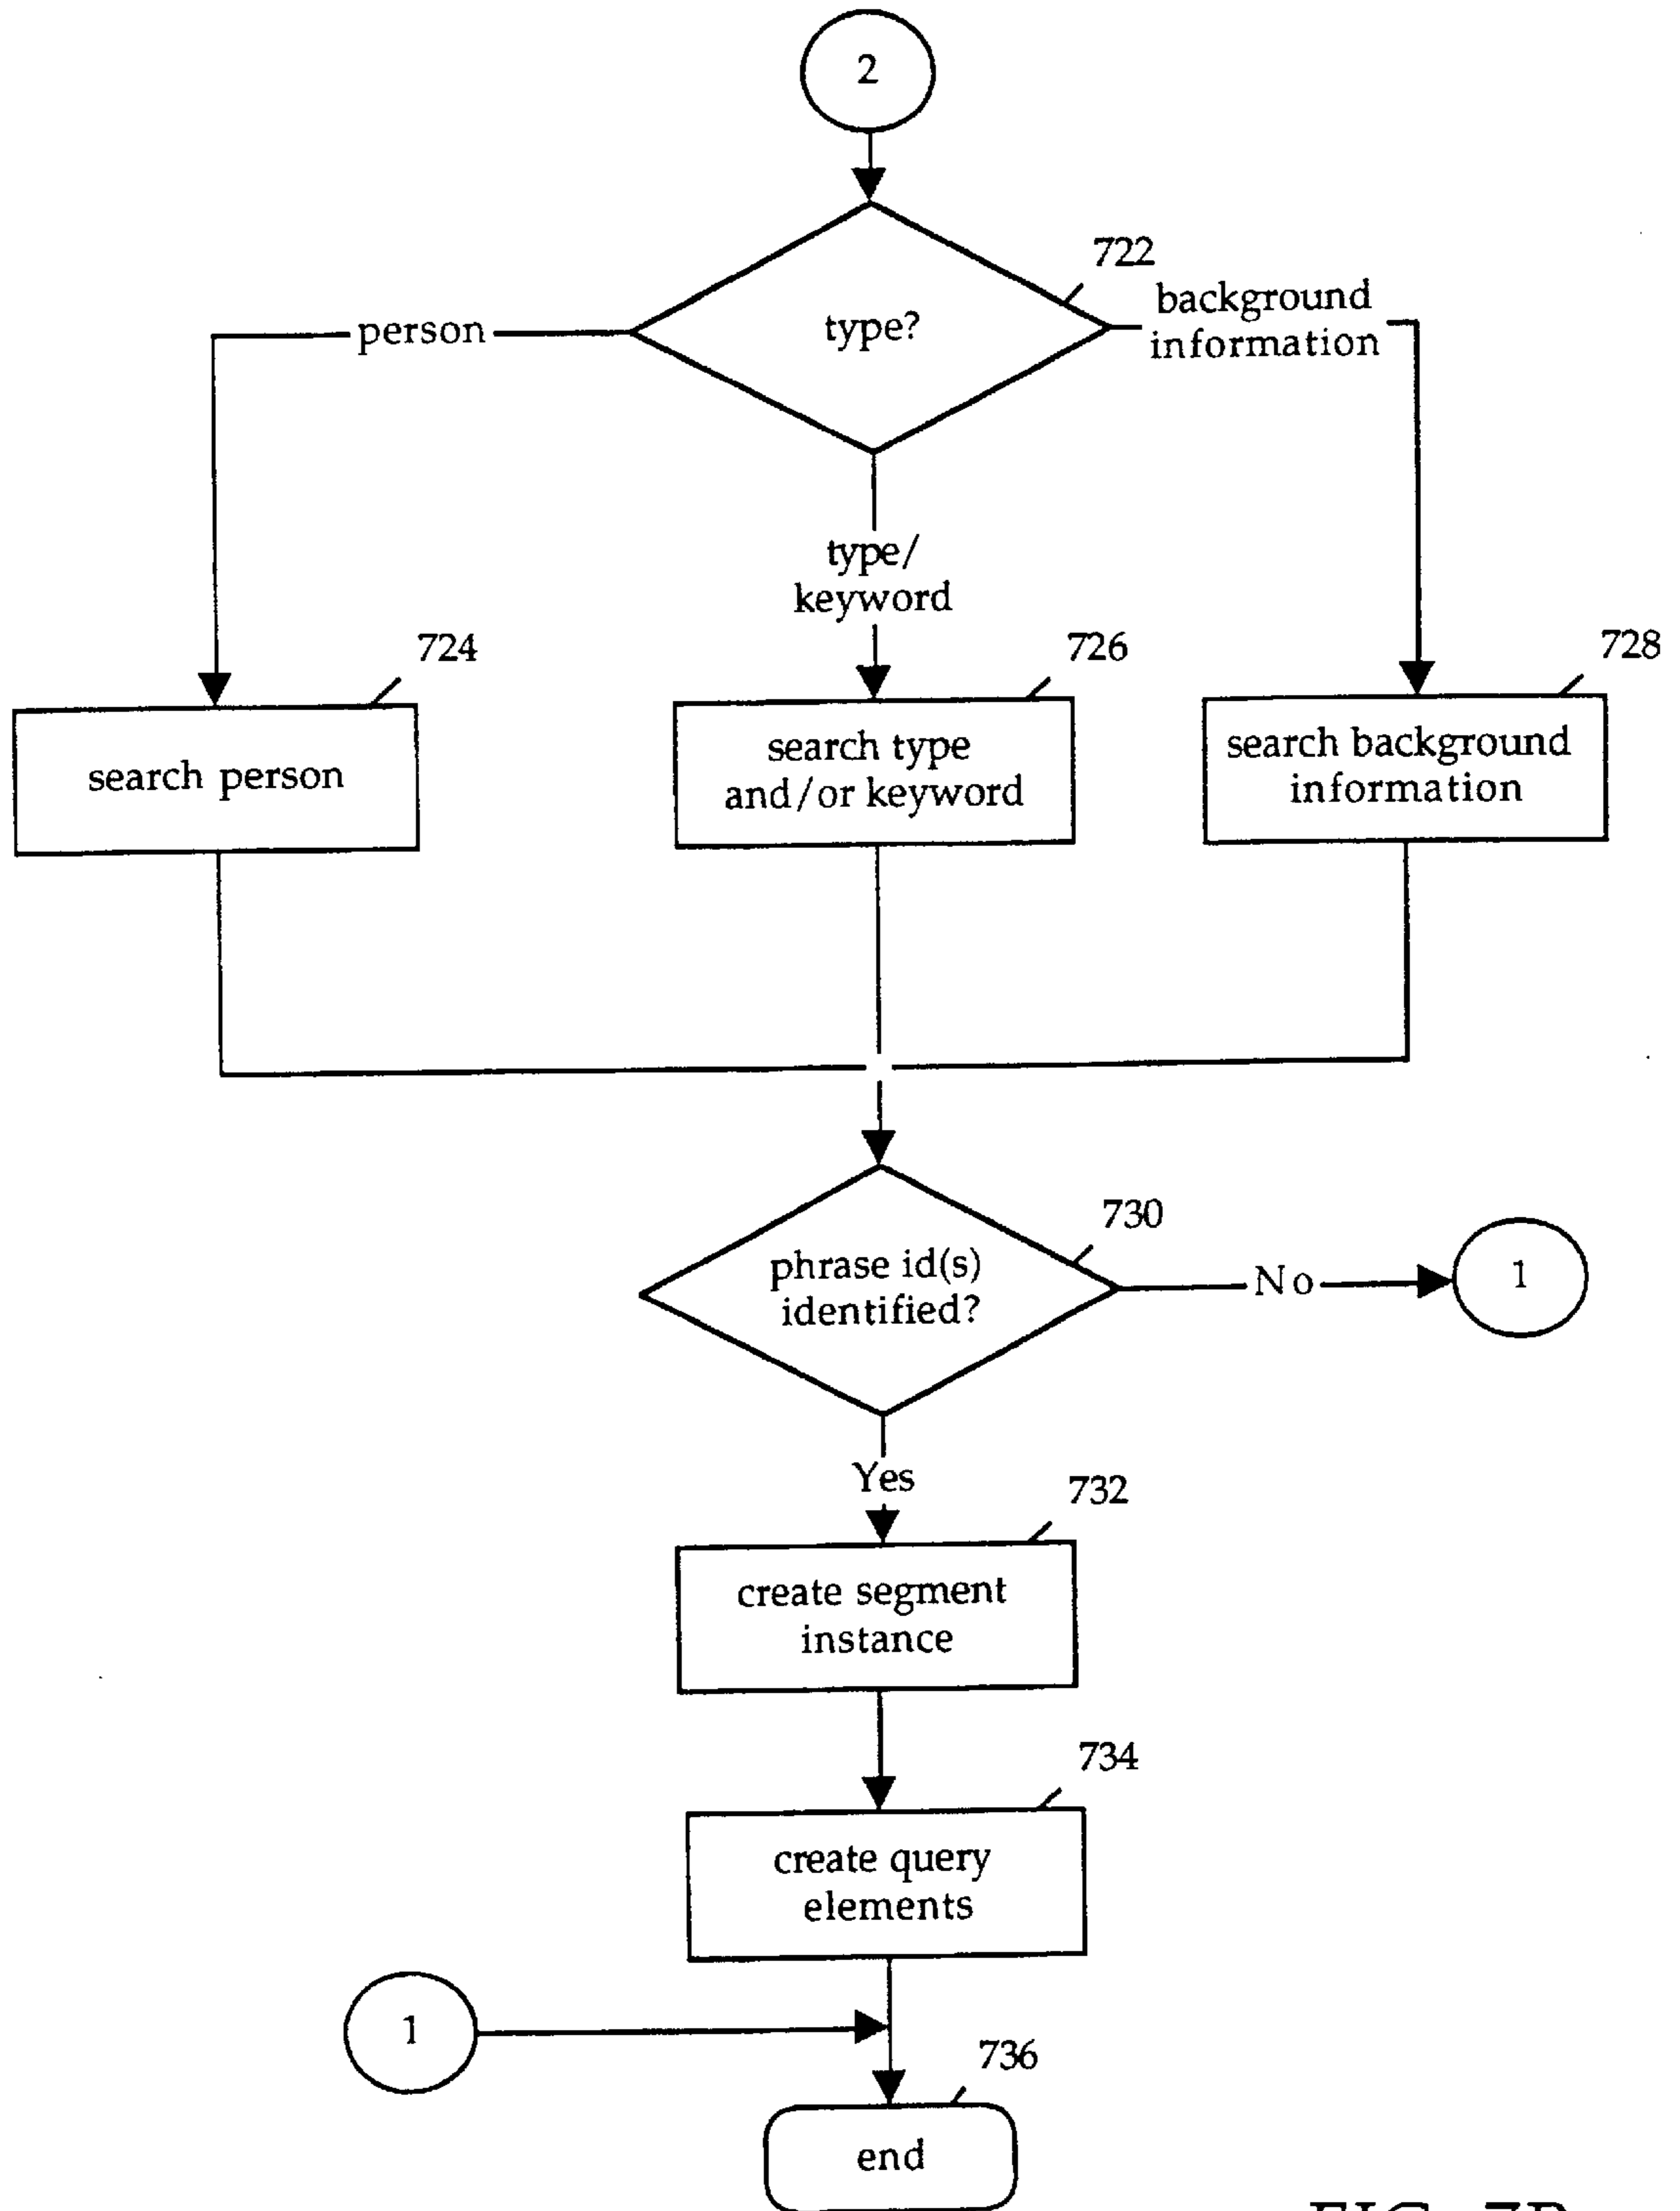 2
722
type?
person
background
information
type/
keyword
724
726
728
search person
search type
and/or keyword
search background
information
730
phrase id(s)
identified?
No
1
Yes
732
create segment
instance
734
create query
elements
1
736
end